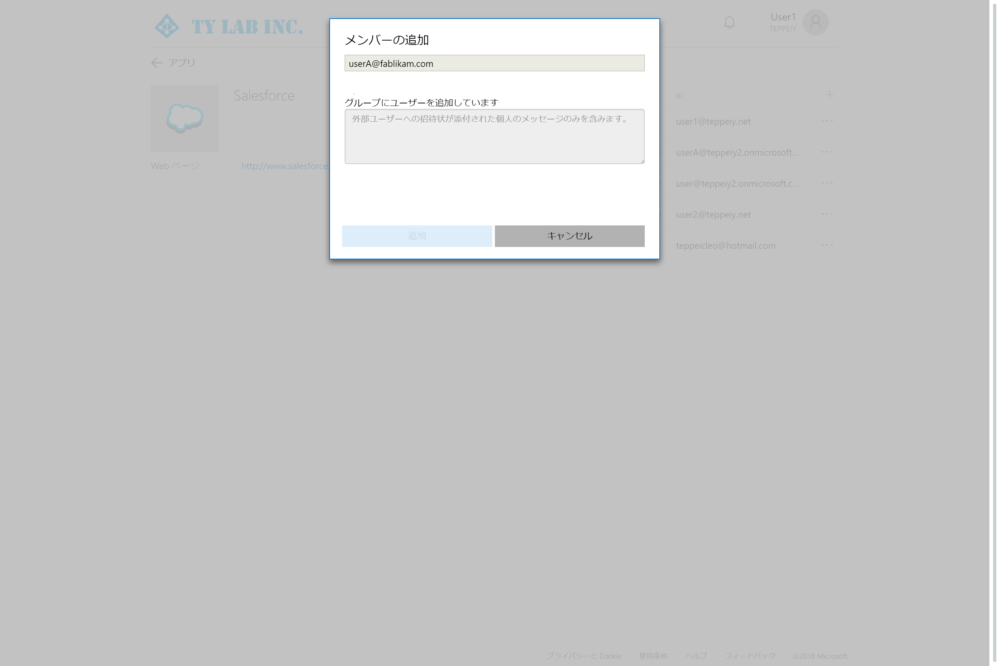 TY LAB INC.
User1
TEPPEIY
アプリ
Salesforce
Web ページ:
http://www.salesforce.
メンバーの追加
userA@fablikam.com
グループにユーザーを追加しています
外部ユーザーへの招待状が添付された個人のメッセージのみを含みます。
追加
キャンセル
ID
user1@teppeiy.net
userA@teppeiy2.onmicrosoft...
user@teppeiy2.onmicrosoft.c...
user2@teppeiy.net
teppeicleo@hotmail.com
プライバシーと Cookie 使用条件 ヘルプ フィードバック ©2018 Microsoft